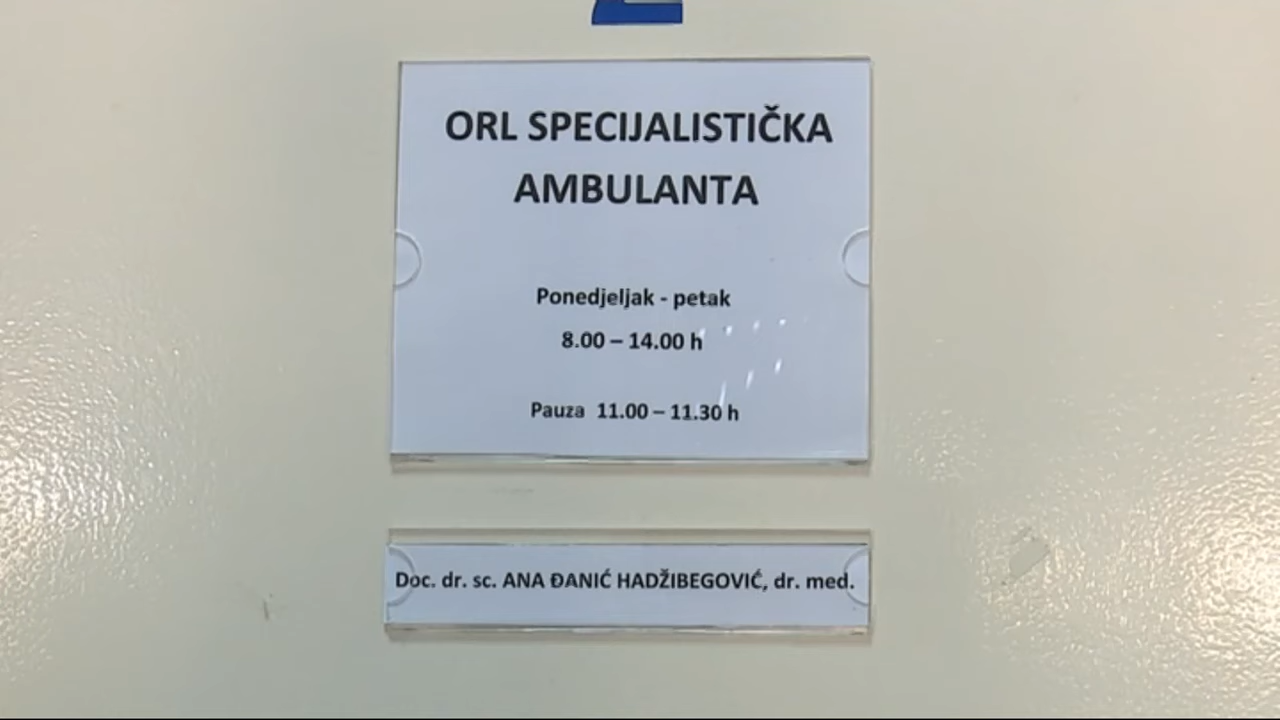 ORL SPECIJALISTIČKA
AMBULANTA
Ponedjeljak - petak
8.00 – 14.00 h
Pauza 11.00 – 11.30 h
Doc. dr. sc. ANA ĐANIĆ HADŽIBEGOVIĆ, dr. med.